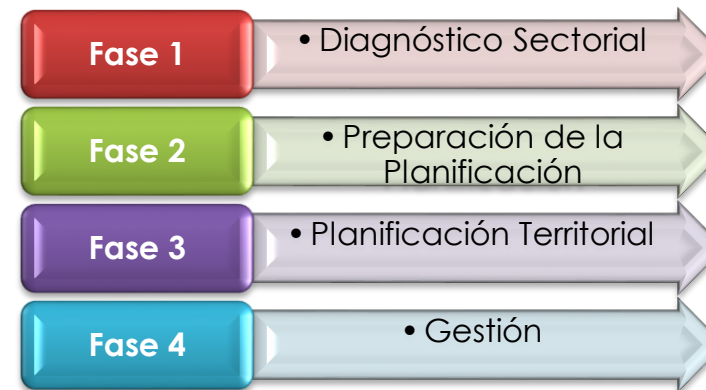 Fase 1
• Diagnóstico Sectorial
Fase 2
• Preparación de la
Planificación
Fase 3
• Planificación Territorial
Fase 4
• Gestión